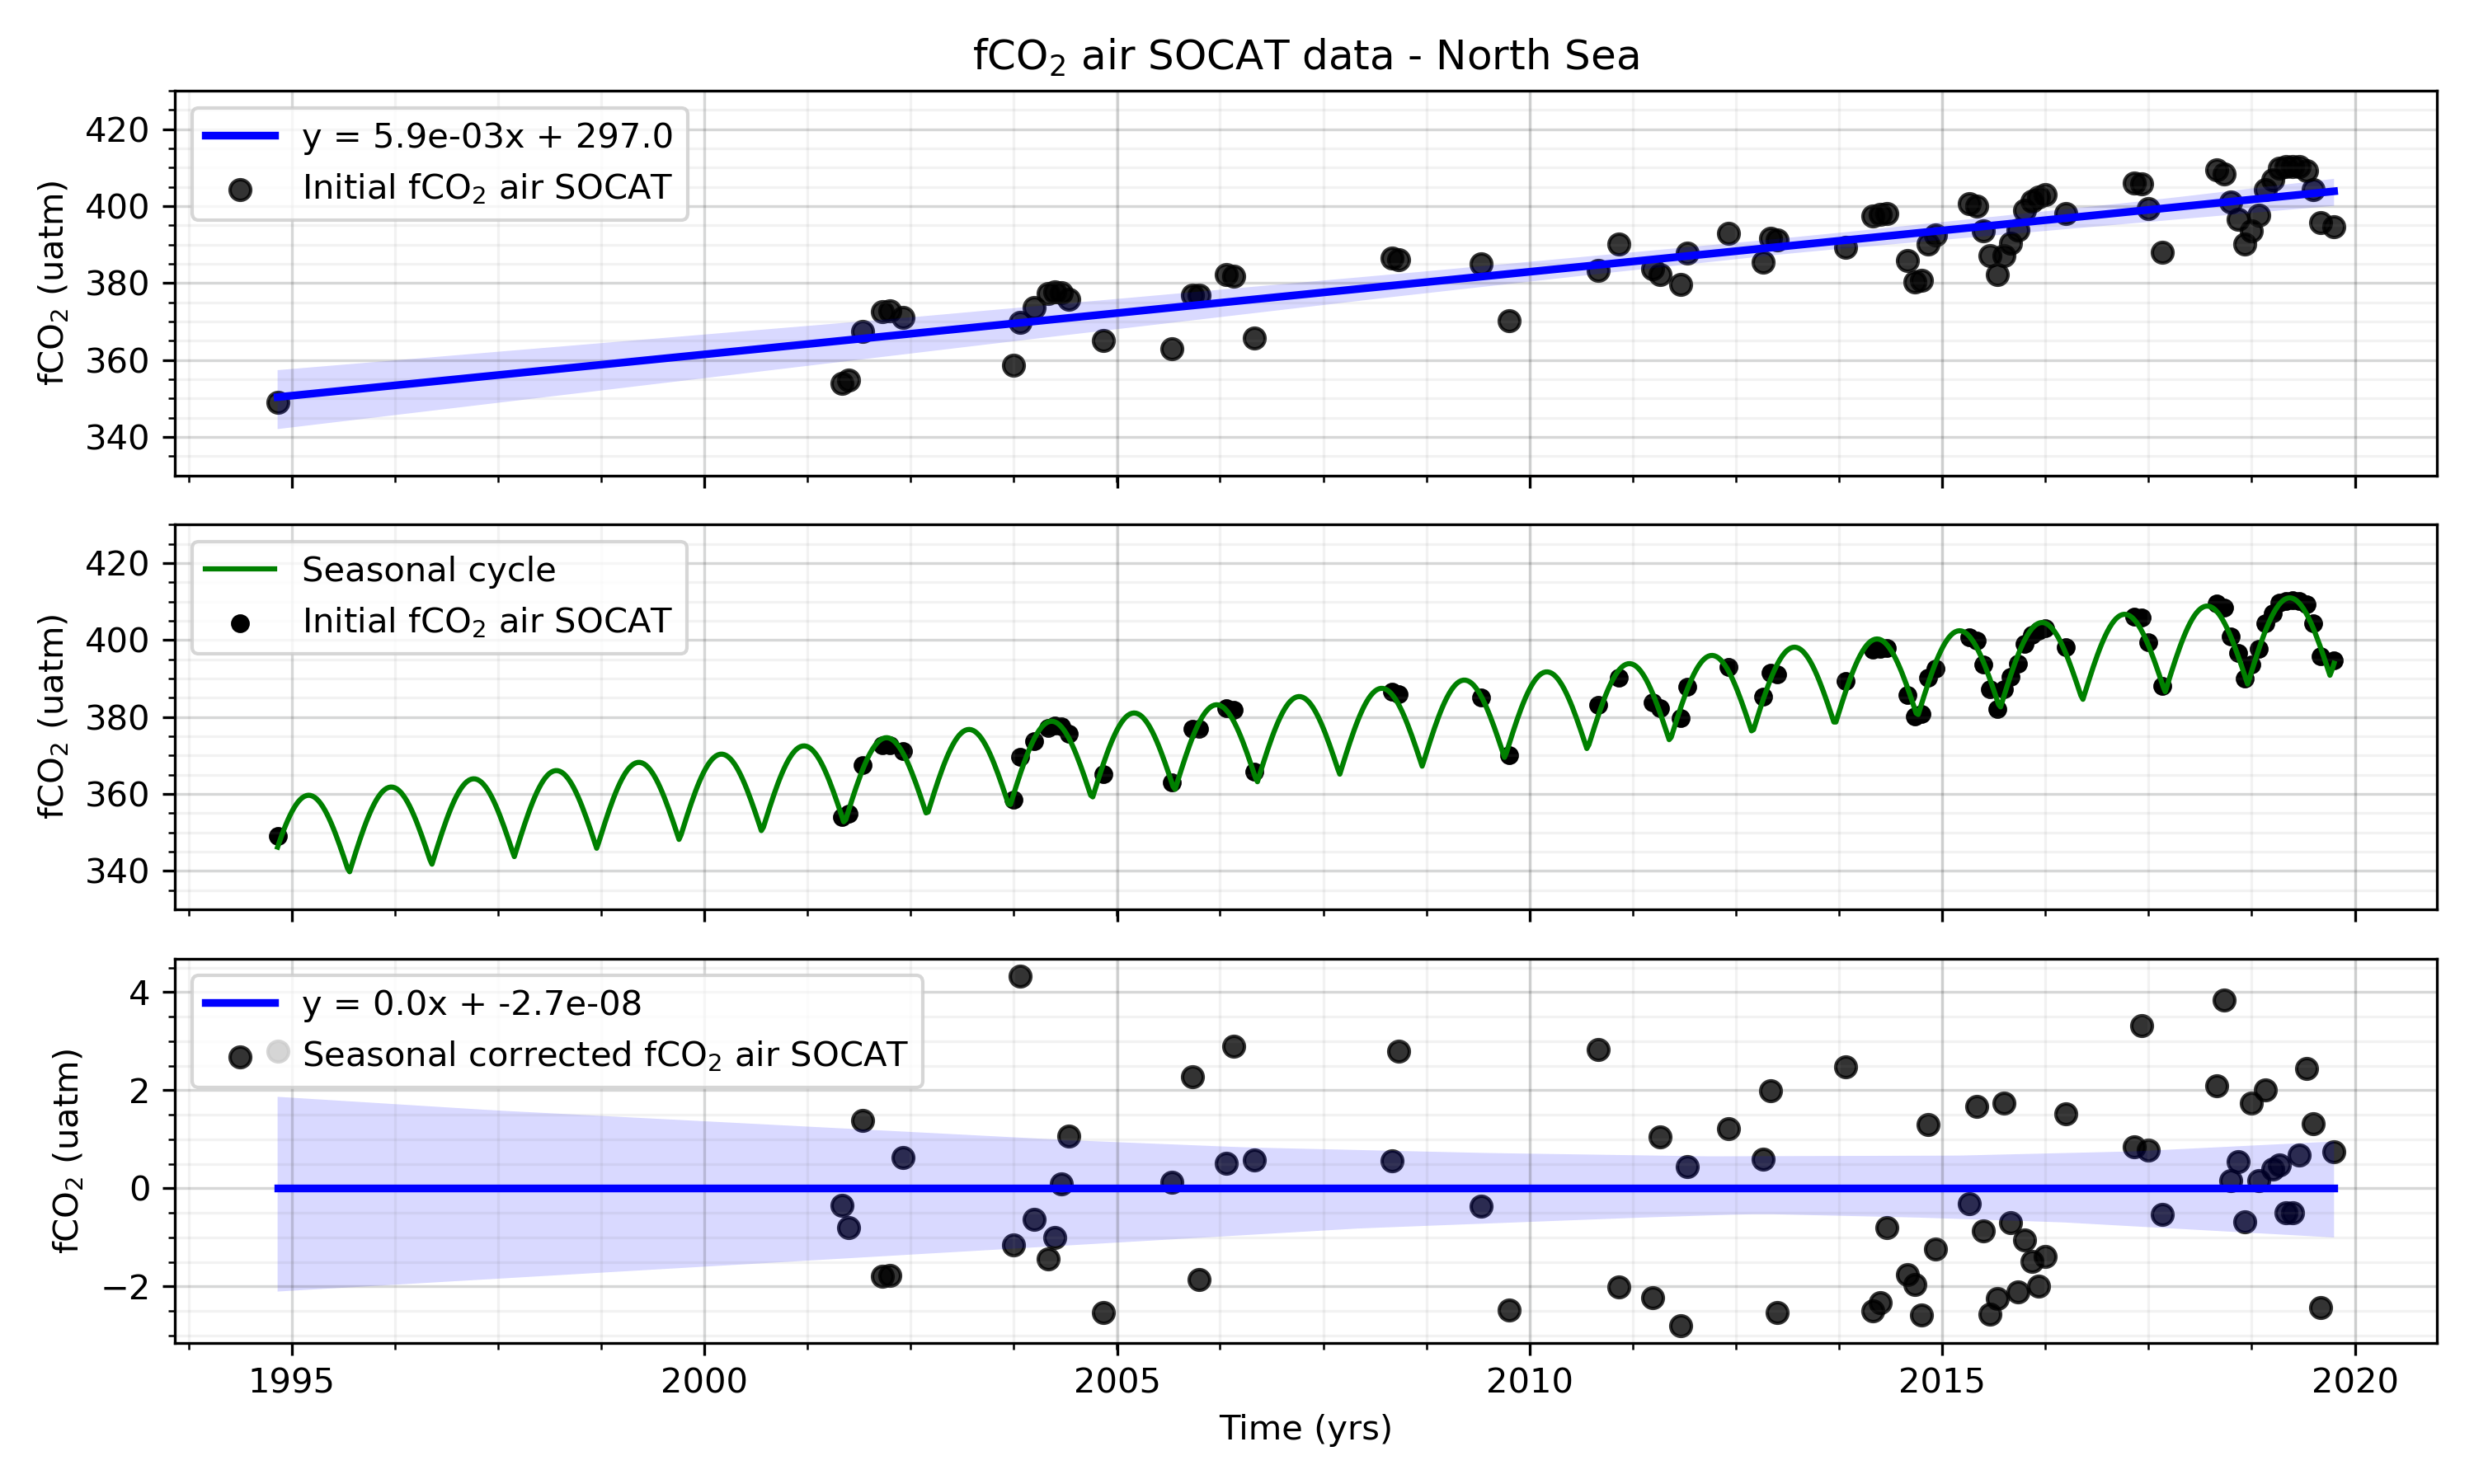 fCO₂ air SOCAT data - North Sea
y = 5.9e-03x + 297.0
Initial fCO₂ air SOCAT
420
400
380
360
340
fCO₂ (uatm)
Seasonal cycle
Initial fCO₂ air SOCAT
420
400
380
360
340
fCO₂ (uatm)
y = 0.0x + -2.7e-08
Seasonal corrected fCO₂ air SOCAT
4
2
0
−2
fCO₂ (uatm)
1995 2000 2005 2010 2015 2020
Time (yrs)